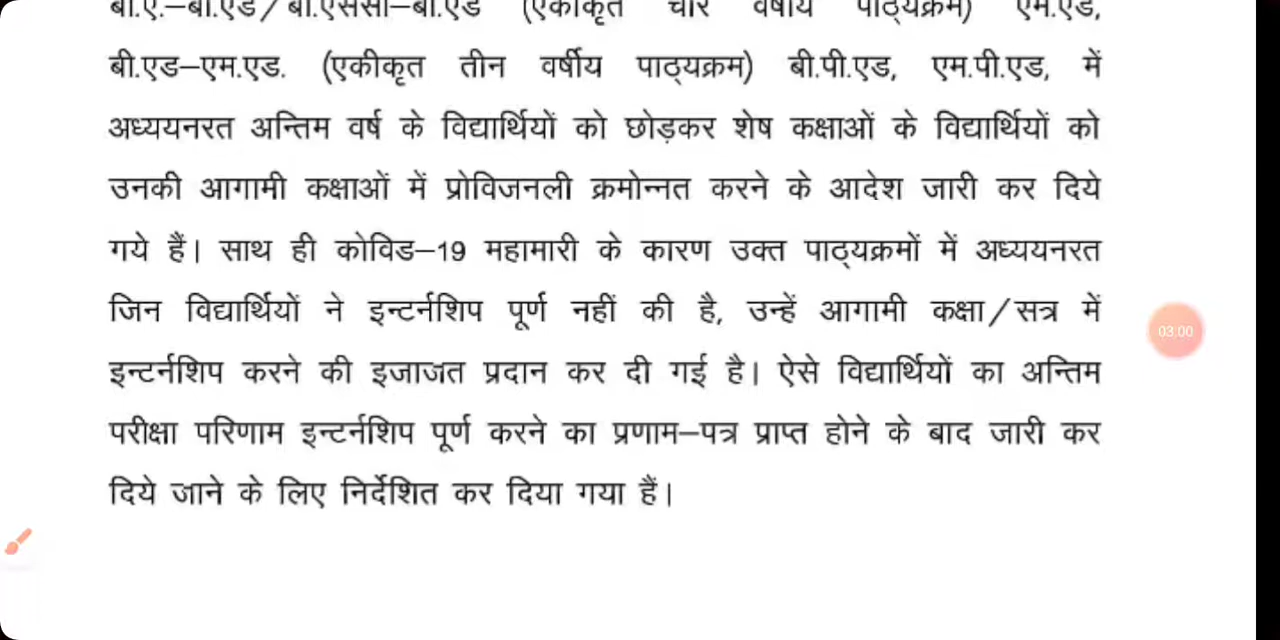 बी.ए.–बी.एड/बी.एससी–बी.एड (एकीकृत चार वर्षीय पाठ्यक्रम) एम.एड,
बी.एड–एम.एड. (एकीकृत तीन वर्षीय पाठ्यक्रम) बी.पी.एड, एम.पी.एड, में
अध्ययनरत अन्तिम वर्ष के विद्यार्थियों को छोड़कर शेष कक्षाओं के विद्यार्थियों को
उनकी आगामी कक्षाओं में प्रोविजनली क्रमोन्नत करने के आदेश जारी कर दिये
गये हैं। साथ ही कोविड–19 महामारी के कारण उक्त पाठ्यक्रमों में अध्ययनरत
जिन विद्यार्थियों ने इन्टर्नशिप पूर्ण नहीं की है, उन्हें आगामी कक्षा/सत्र में
इन्टर्नशिप करने की इजाजत प्रदान कर दी गई है। ऐसे विद्यार्थियों का अन्तिम
परीक्षा परिणाम इन्टर्नशिप पूर्ण करने का प्रणाम–पत्र प्राप्त होने के बाद जारी कर
दिये जाने के लिए निर्देशित कर दिया गया हैं।
03:00